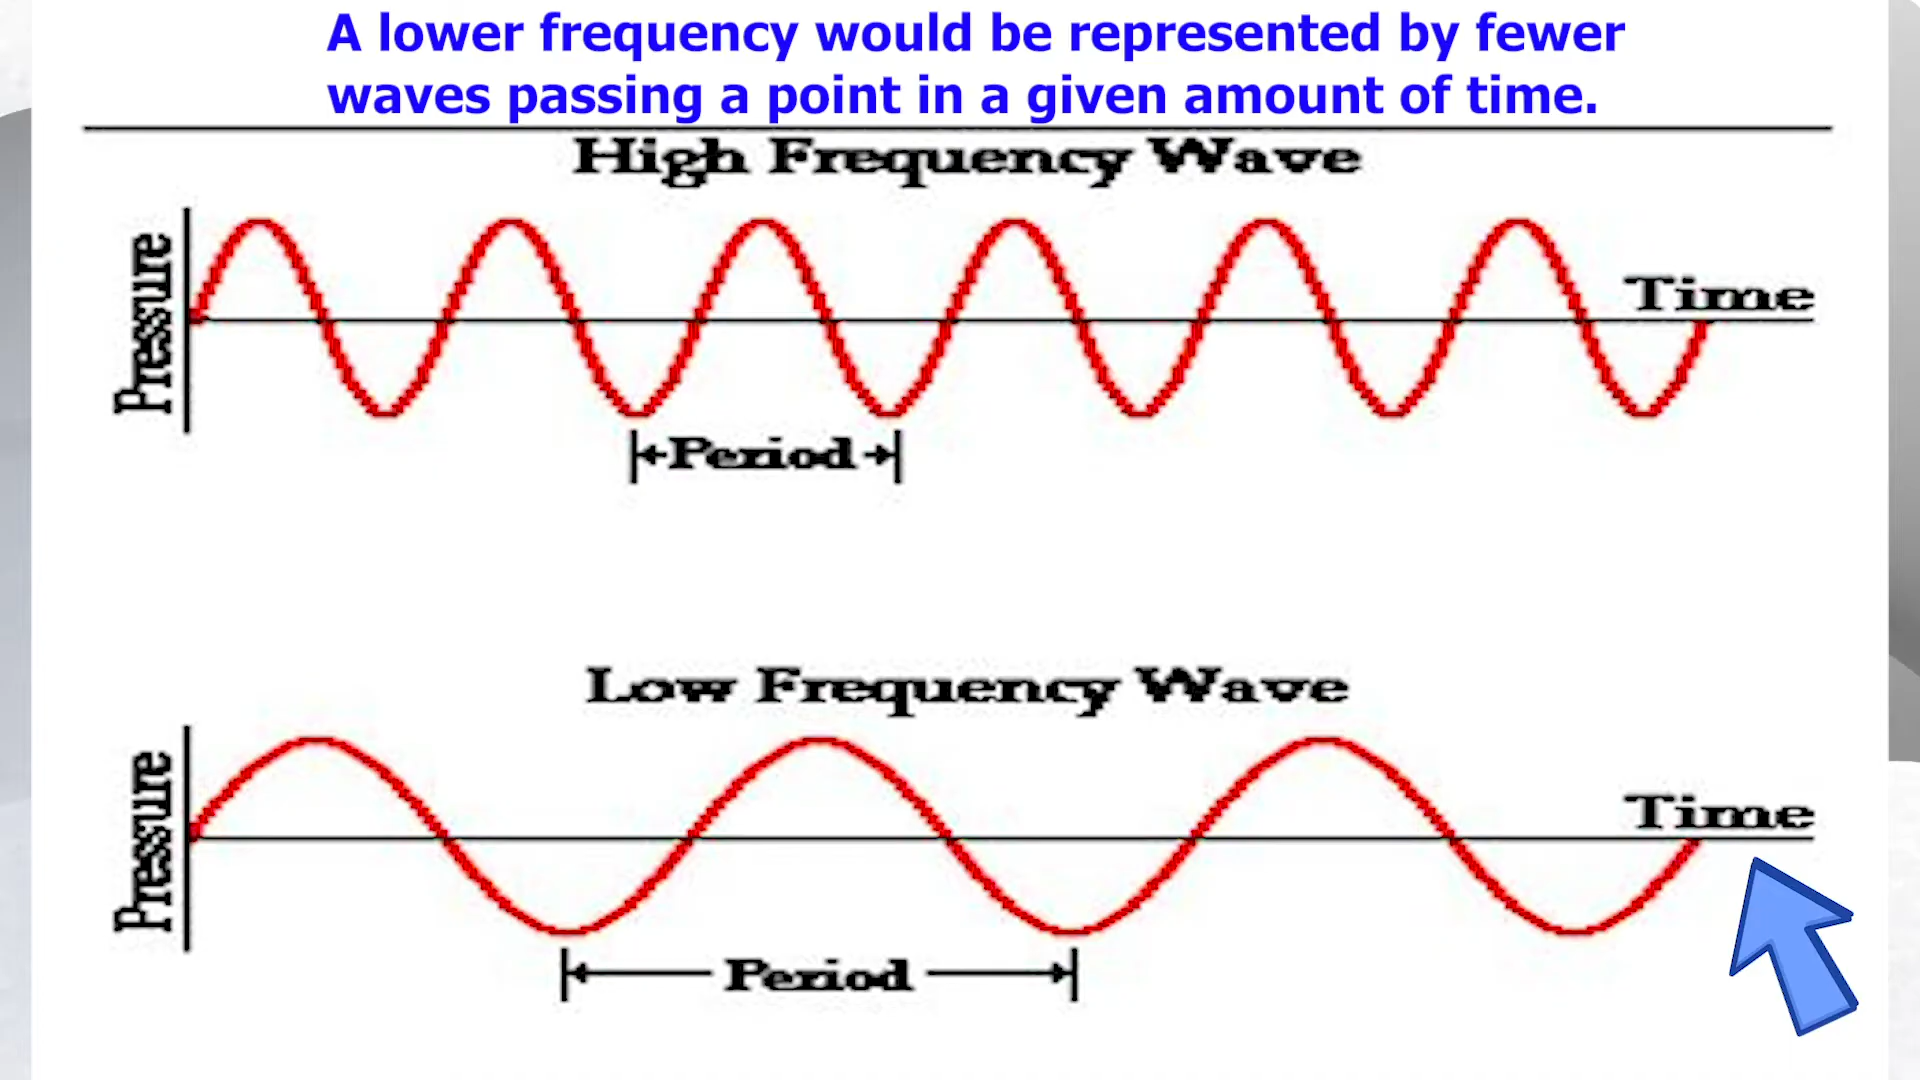 A lower frequency would be represented by fewer
waves passing a point in a given amount of time.
High Frequency Wave
Pressure
Time
Period
Low Frequency Wave
Pressure
Time
Period